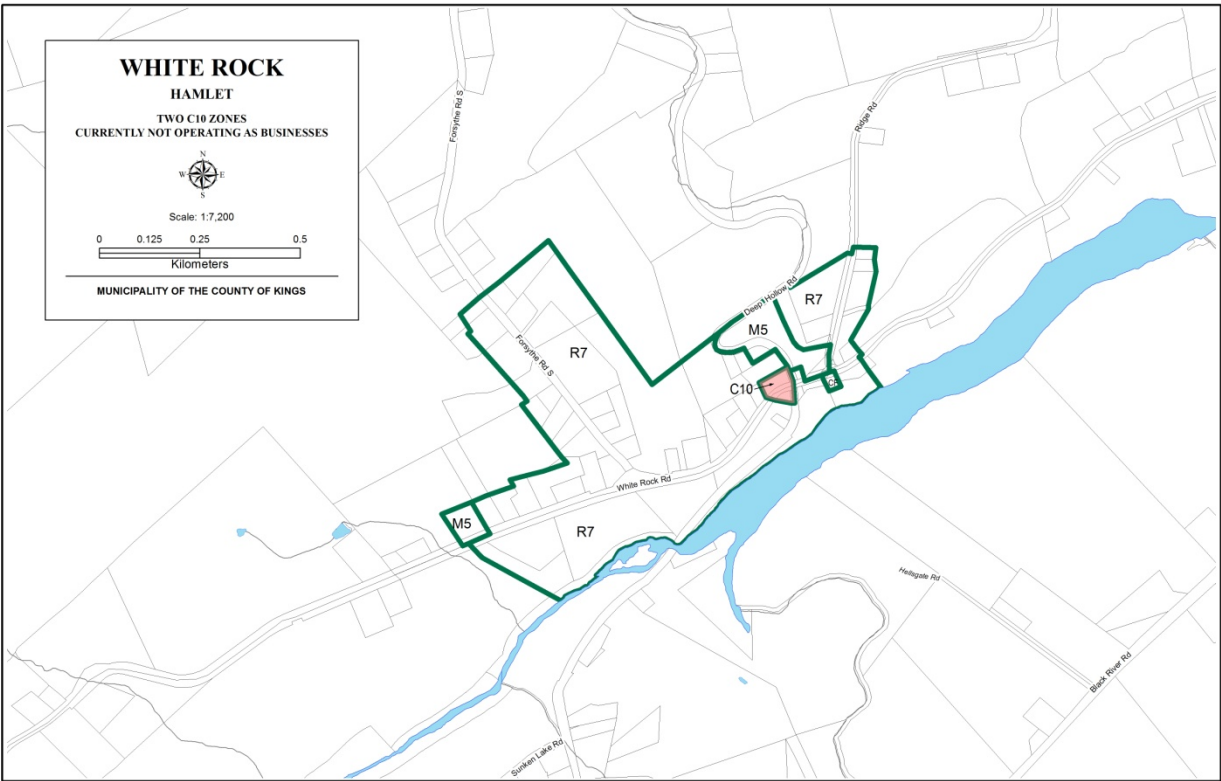 WHITE ROCK
HAMLET
TWO C10 ZONES
CURRENTLY NOT OPERATING AS BUSINESSES
N
W E
S
Scale: 1:7,200
0 0.125 0.25 0.5
Kilometers
MUNICIPALITY OF THE COUNTY OF KINGS
Forsythe Rd S
Ridge Rd
Deep Hollow Rd
R7
M5
Forsythe Rd S
R7
C10
White Rock Rd
M5
R7
Hellsgate Rd
Black River Rd
Sunken Lake Rd